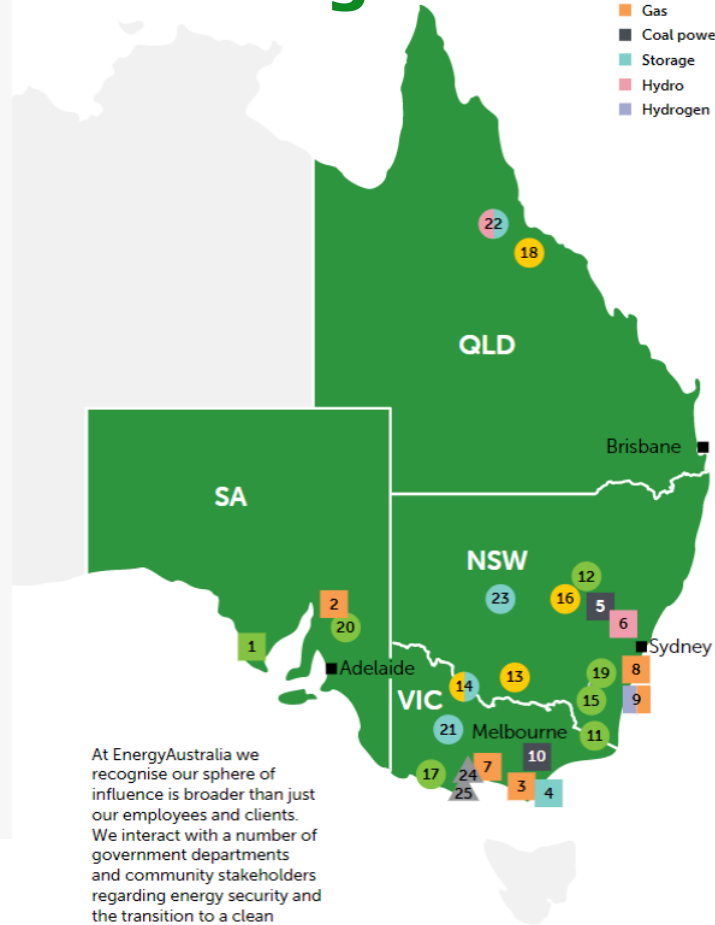 Gas
Coal powe
Storage
Hydro
Hydrogen
22
18
QLD
Brisbane
SA
NSW
12
23
16
5
2
6
20
1
Sydney
Adelaide
19
8
13
14
VIC
15
9
21
Melbourne
11
10
7
17
24
3
25
4
At EnergyAustralia we
recognise our sphere of
influence is broader than just
our employees and clients.
We interact with a number of
government departments
and community stakeholders
regarding energy security and
the transition to a clean